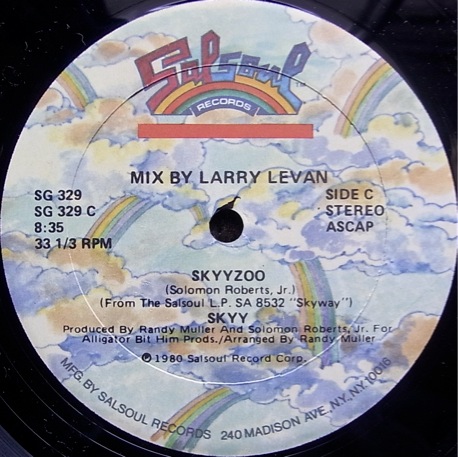 Salsoul
RECORDS
MIX BY LARRY LEVAN
SG 329
SG 329 C
8:35
33 1/3 RPM
SIDE C
STEREO
ASCAP
SKYYZOO
(Solomon Roberts, Jr.)
(From The Salsoul L.P. SA 8532 "Skyway")
SKYY
Produced By Randy Muller And Solomon Roberts, Jr. For
Alligator Bit Him Prods./Arranged By Randy Muller
℗ 1980 Salsoul Record Corp.
MFG. BY SALSOUL RECORDS 240 MADISON AVE., N.Y., N.Y. 10016